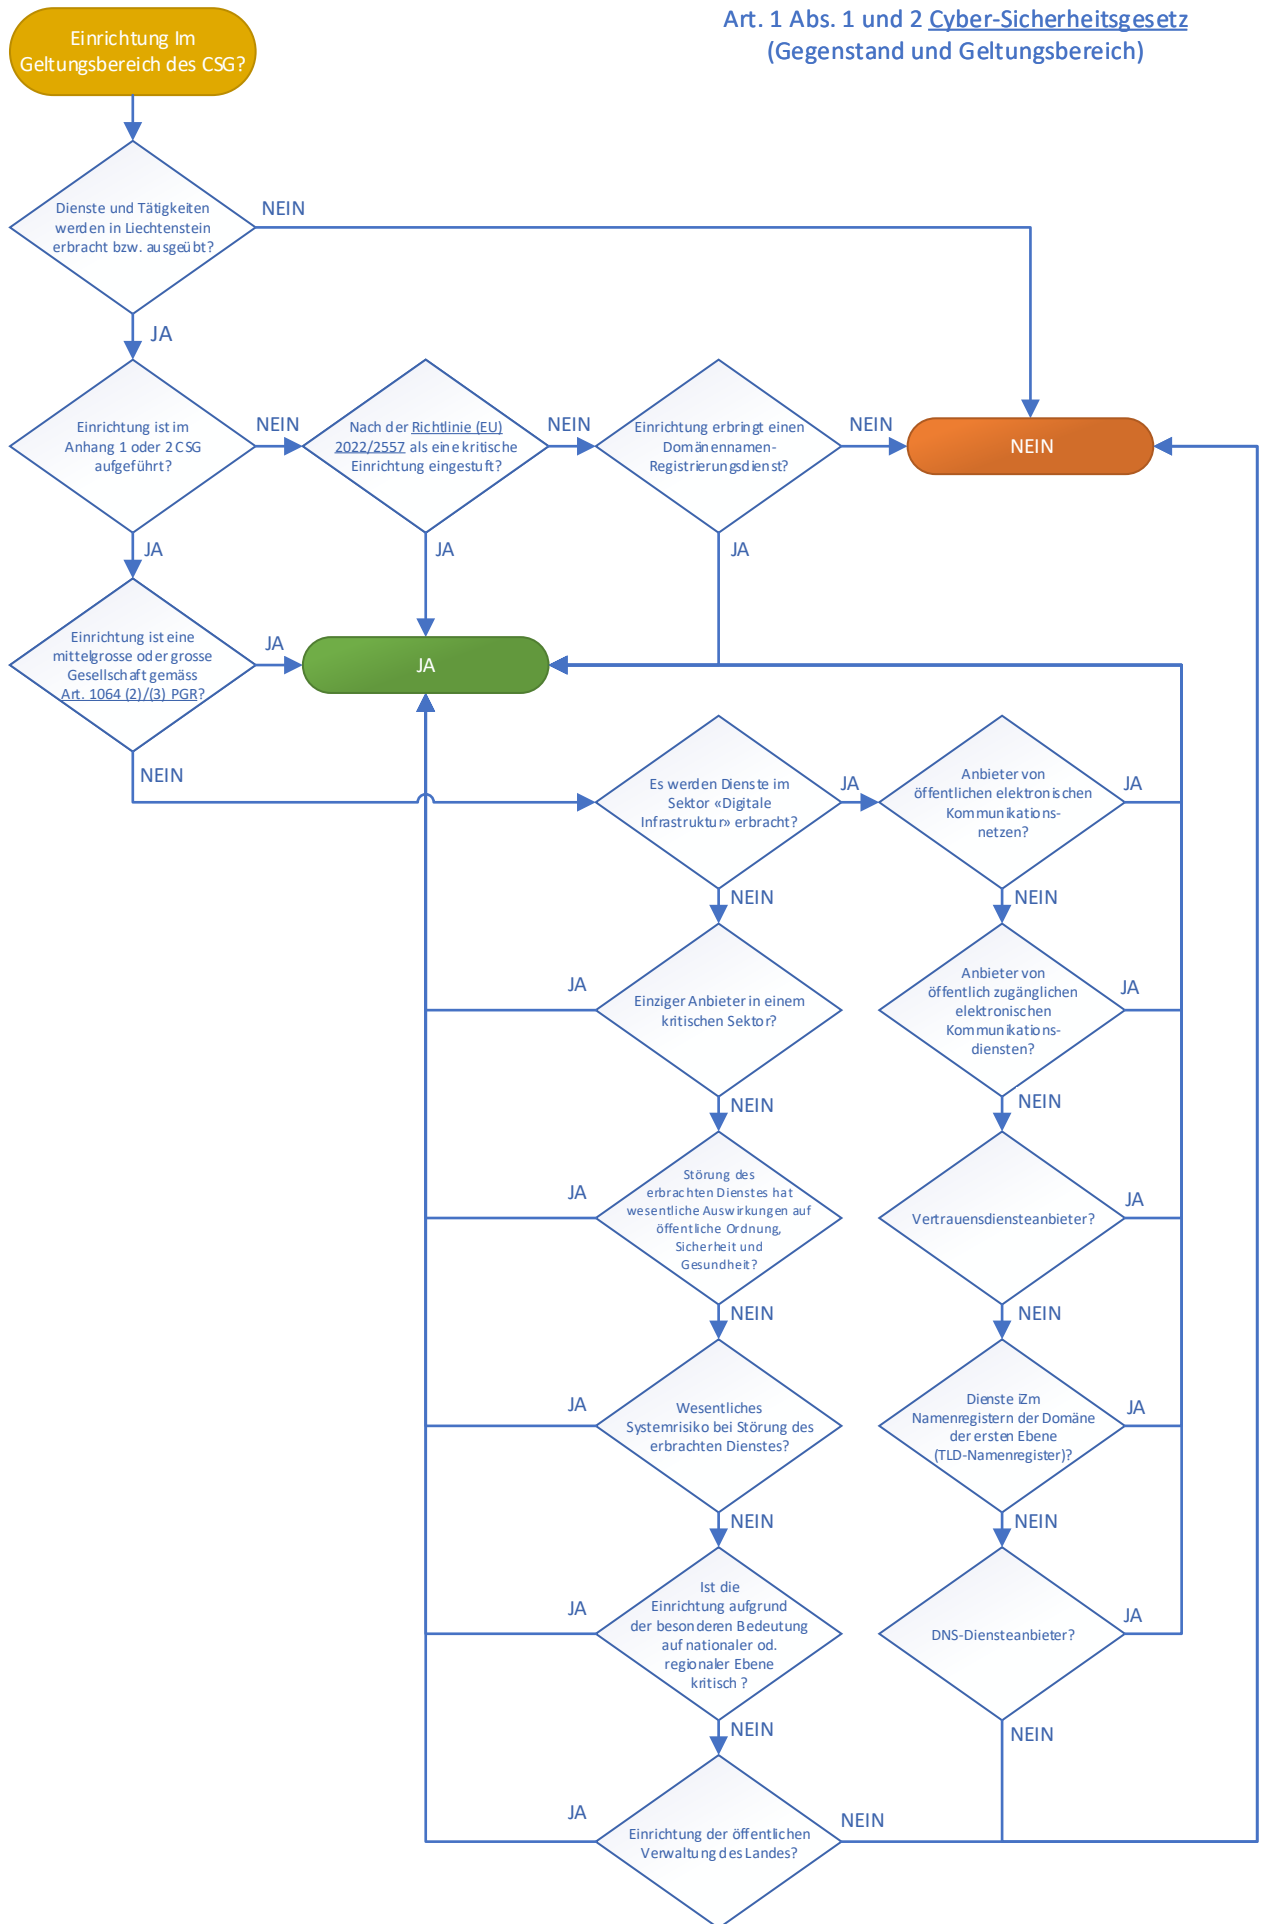 Art. 1 Abs. 1 und 2 Cyber-Sicherheitsgesetz
(Gegenstand und Geltungsbereich)
Einrichtung Im
Geltungsbereich des CSG?
Dienste und Tätigkeiten
werden in Liechtenstein
erbracht bzw. ausgeübt?
NEIN
JA
Einrichtung ist im
Anhang 1 oder 2 CSG
aufgeführt?
NEIN
Nach der Richtlinie (EU)
2022/2557 als eine kritische
Einrichtung eingestuft?
NEIN
Einrichtung erbringt einen
Domänennamen-
Registrierungsdienst?
NEIN
NEIN
JA
JA
JA
Einrichtung ist eine
mittelgrosse oder grosse
Gesellschaft gemäss
Art. 1064 (2)/(3) PGR?
JA
JA
NEIN
Es werden Dienste im
Sektor «Digitale
Infrastruktur» erbracht?
JA
Anbieter von
öffentlichen elektronischen
Kommunikations-
netzen?
JA
NEIN
NEIN
JA
Einziger Anbieter in einem
kritischen Sektor?
Anbieter von
öffentlich zugänglichen
elektronischen
Kommunikations-
diensten?
JA
NEIN
NEIN
JA
Störung des
erbrachten Dienstes hat
wesentliche Auswirkungen auf
öffentliche Ordnung,
Sicherheit und
Gesundheit?
Vertrauensdiensteanbieter?
JA
NEIN
NEIN
JA
Wesentliches
Systemrisiko bei Störung des
erbrachten Dienstes?
Dienste iZm
Namenregistern der Domäne
der ersten Ebene
(TLD-Namenregister)?
JA
NEIN
NEIN
JA
Ist die
Einrichtung aufgrund
der besonderen Bedeutung
auf nationaler od.
regionaler Ebene
kritisch ?
DNS-Diensteanbieter?
JA
NEIN
NEIN
JA
Einrichtung der öffentlichen
Verwaltung des Landes?
NEIN